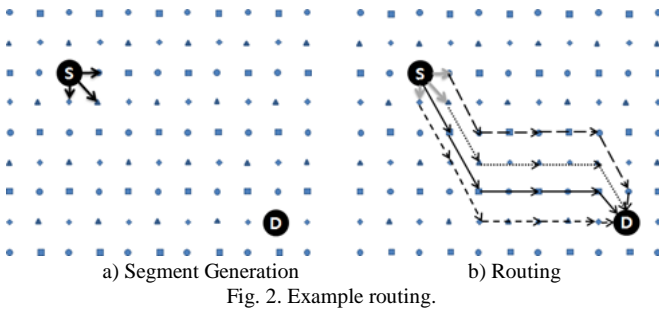 S
D
S
D
a) Segment Generation
b) Routing
Fig. 2. Example routing.